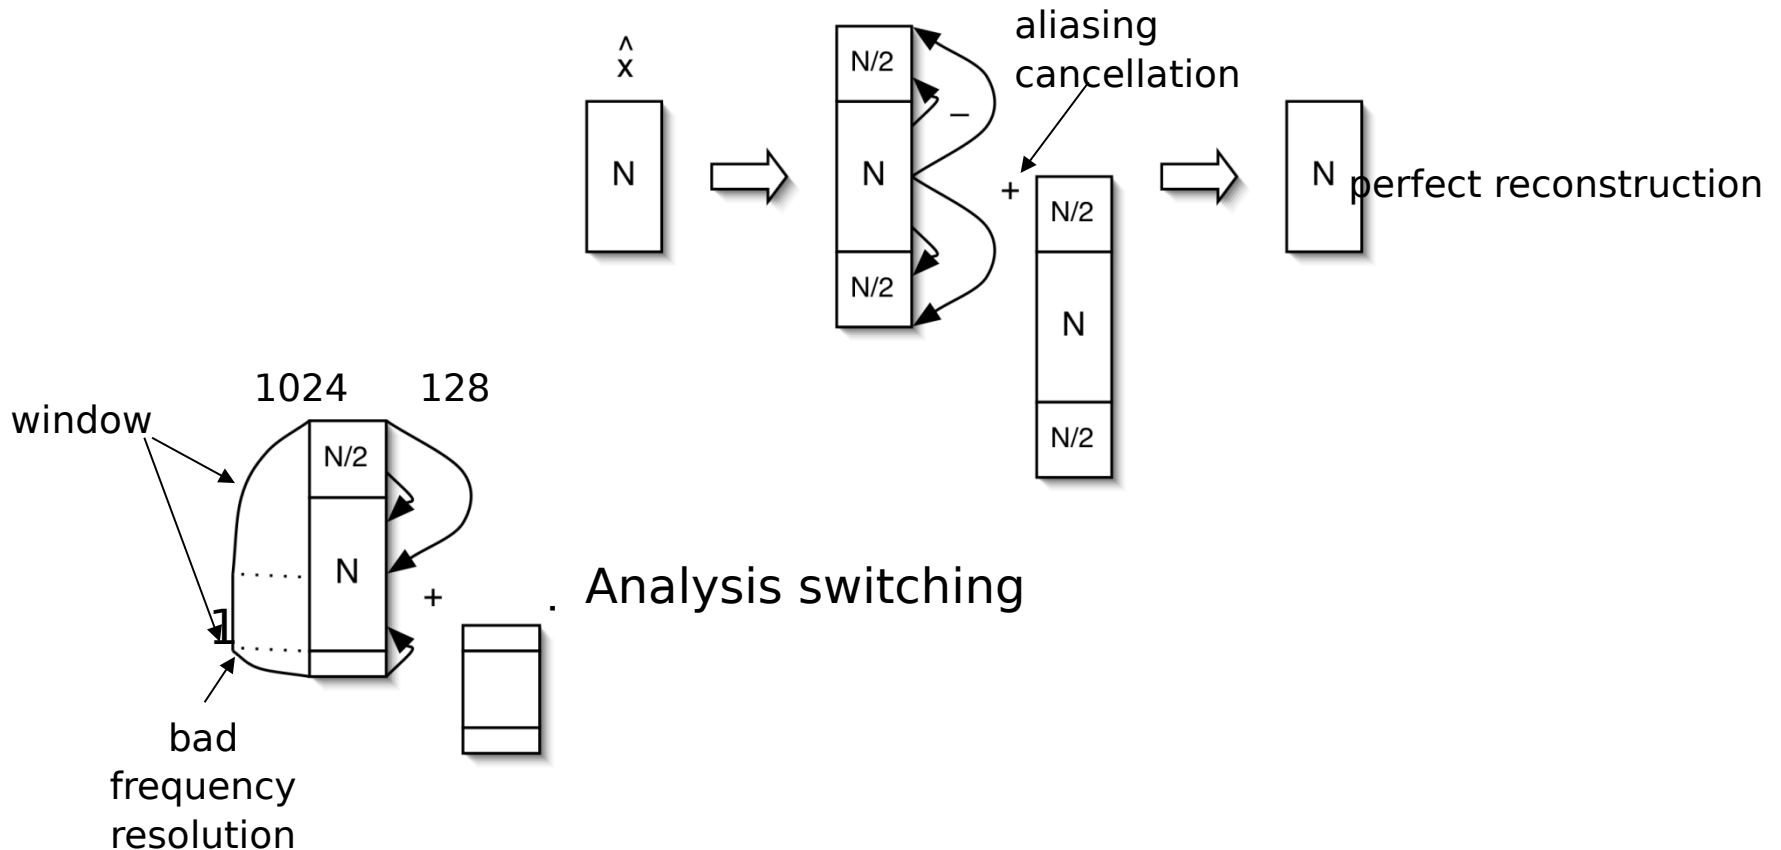 ^
x
N
N/2
N
N/2
–
aliasing
cancellation
+
N/2
N
N/2
N
perfect reconstruction
1024
128
window
N/2
N
+
1
. Analysis switching
bad
frequency
resolution